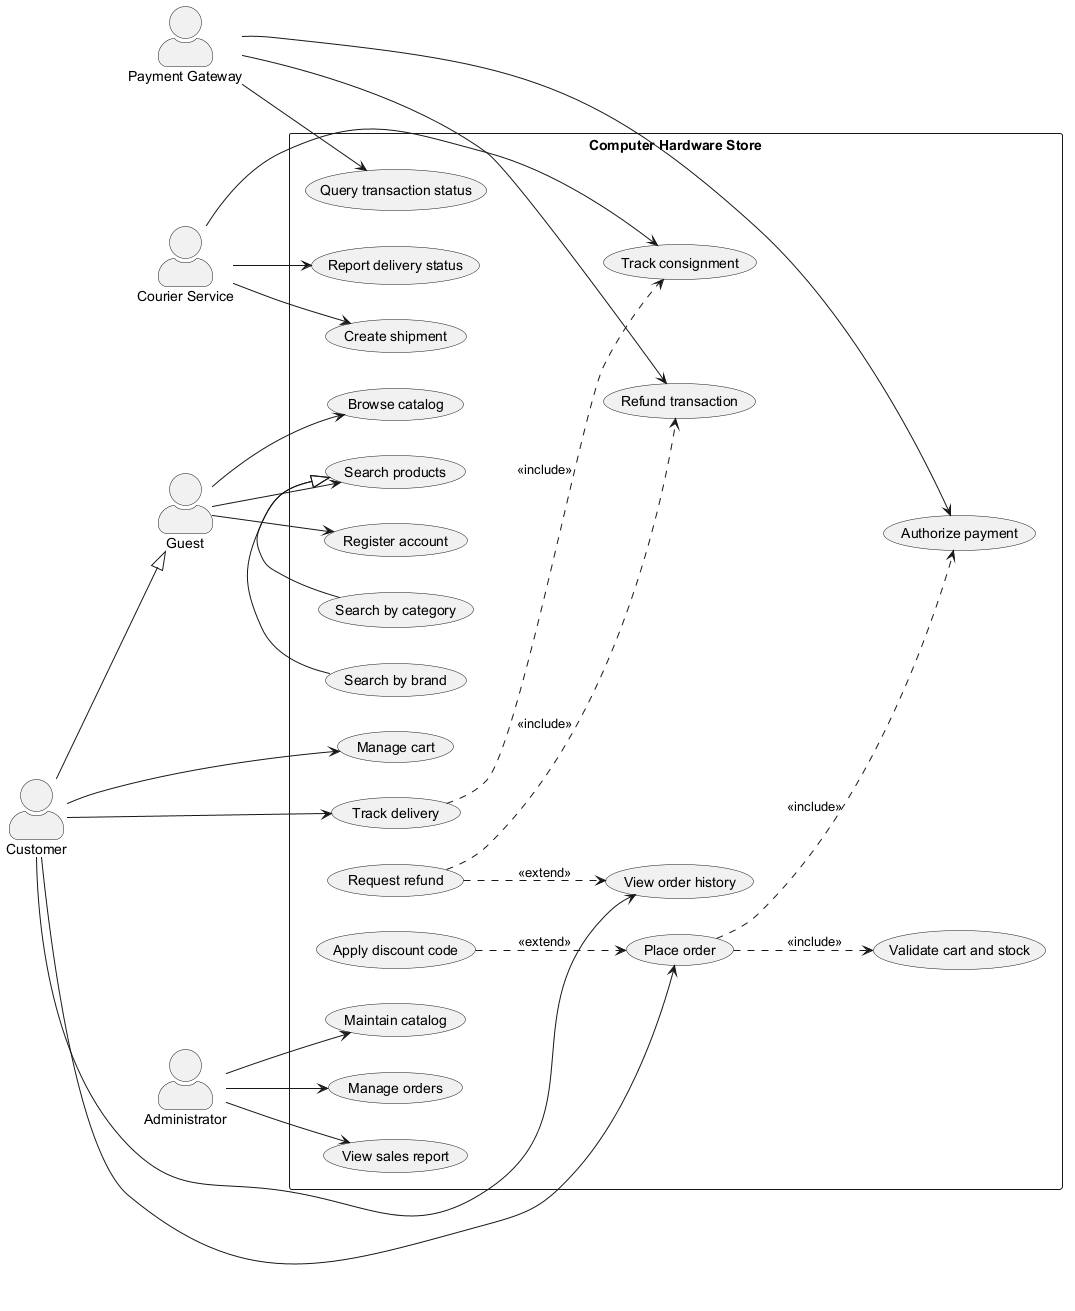 Payment Gateway
Computer Hardware Store
Query transaction status
Track consignment
Report delivery status
Courier Service
Create shipment
Browse catalog
Refund transaction
«include»
Search products
Authorize payment
Register account
Guest
Search by category
Search by brand
«include»
Manage cart
«include»
Track delivery
Customer
«extend»
Request refund
View order history
«extend»
«include»
Apply discount code
Place order
Validate cart and stock
Maintain catalog
Manage orders
Administrator
View sales report